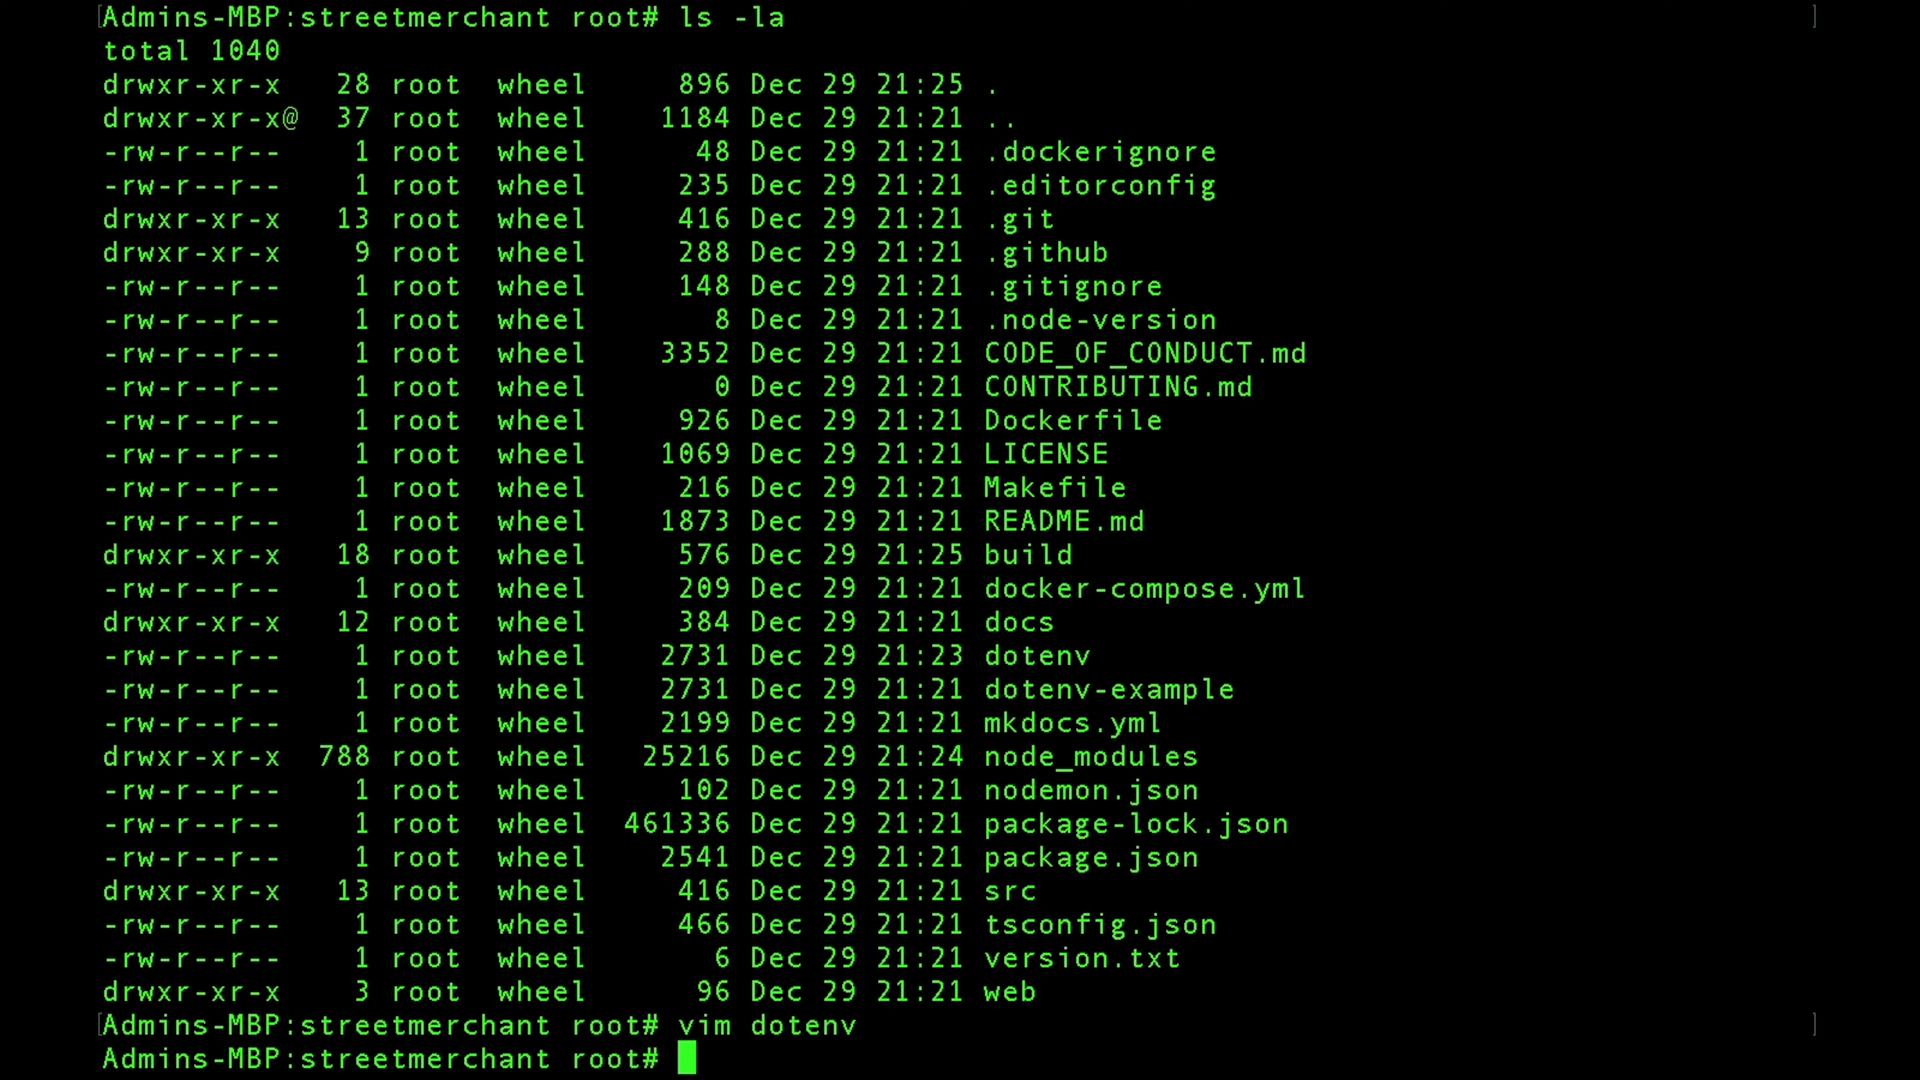 [Admins-MBP:streetmerchant root# ls -la ]
total 1040
drwxr-xr-x   28 root  wheel     896 Dec 29 21:25 .
drwxr-xr-x@  37 root  wheel    1184 Dec 29 21:21 ..
-rw-r--r--    1 root  wheel      48 Dec 29 21:21 .dockerignore
-rw-r--r--    1 root  wheel     235 Dec 29 21:21 .editorconfig
drwxr-xr-x   13 root  wheel     416 Dec 29 21:21 .git
drwxr-xr-x    9 root  wheel     288 Dec 29 21:21 .github
-rw-r--r--    1 root  wheel     148 Dec 29 21:21 .gitignore
-rw-r--r--    1 root  wheel       8 Dec 29 21:21 .node-version
-rw-r--r--    1 root  wheel    3352 Dec 29 21:21 CODE_OF_CONDUCT.md
-rw-r--r--    1 root  wheel       0 Dec 29 21:21 CONTRIBUTING.md
-rw-r--r--    1 root  wheel     926 Dec 29 21:21 Dockerfile
-rw-r--r--    1 root  wheel    1069 Dec 29 21:21 LICENSE
-rw-r--r--    1 root  wheel     216 Dec 29 21:21 Makefile
-rw-r--r--    1 root  wheel    1873 Dec 29 21:21 README.md
drwxr-xr-x   18 root  wheel     576 Dec 29 21:25 build
-rw-r--r--    1 root  wheel     209 Dec 29 21:21 docker-compose.yml
drwxr-xr-x   12 root  wheel     384 Dec 29 21:21 docs
-rw-r--r--    1 root  wheel    2731 Dec 29 21:23 dotenv
-rw-r--r--    1 root  wheel    2731 Dec 29 21:21 dotenv-example
-rw-r--r--    1 root  wheel    2199 Dec 29 21:21 mkdocs.yml
drwxr-xr-x  788 root  wheel   25216 Dec 29 21:24 node_modules
-rw-r--r--    1 root  wheel     102 Dec 29 21:21 nodemon.json
-rw-r--r--    1 root  wheel  461336 Dec 29 21:21 package-lock.json
-rw-r--r--    1 root  wheel    2541 Dec 29 21:21 package.json
drwxr-xr-x   13 root  wheel     416 Dec 29 21:21 src
-rw-r--r--    1 root  wheel     466 Dec 29 21:21 tsconfig.json
-rw-r--r--    1 root  wheel       6 Dec 29 21:21 version.txt
drwxr-xr-x    3 root  wheel      96 Dec 29 21:21 web
[Admins-MBP:streetmerchant root# vim dotenv ]
Admins-MBP:streetmerchant root#